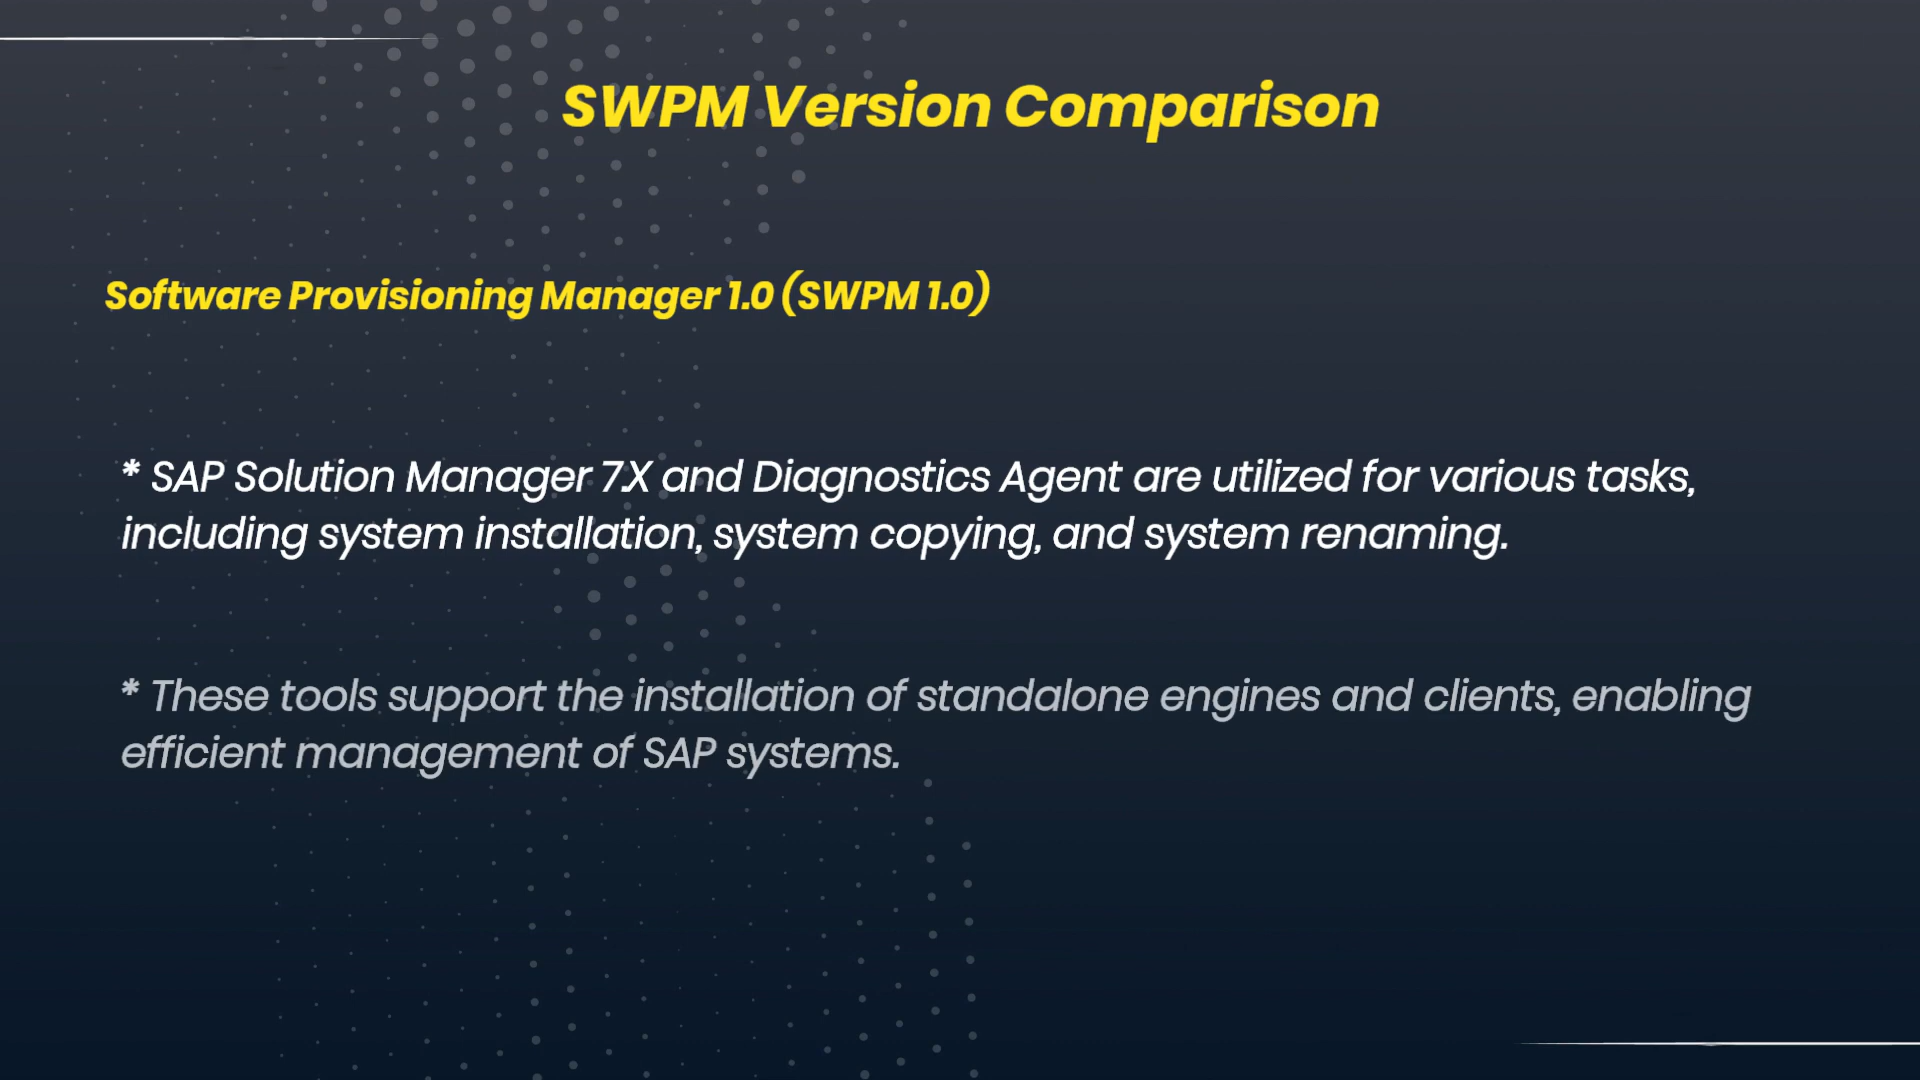 SWPM Version Comparison
Software Provisioning Manager 1.0 (SWPM 1.0)
* SAP Solution Manager 7.X and Diagnostics Agent are utilized for various tasks,
including system installation, system copying, and system renaming.
* These tools support the installation of standalone engines and clients, enabling
efficient management of SAP systems.